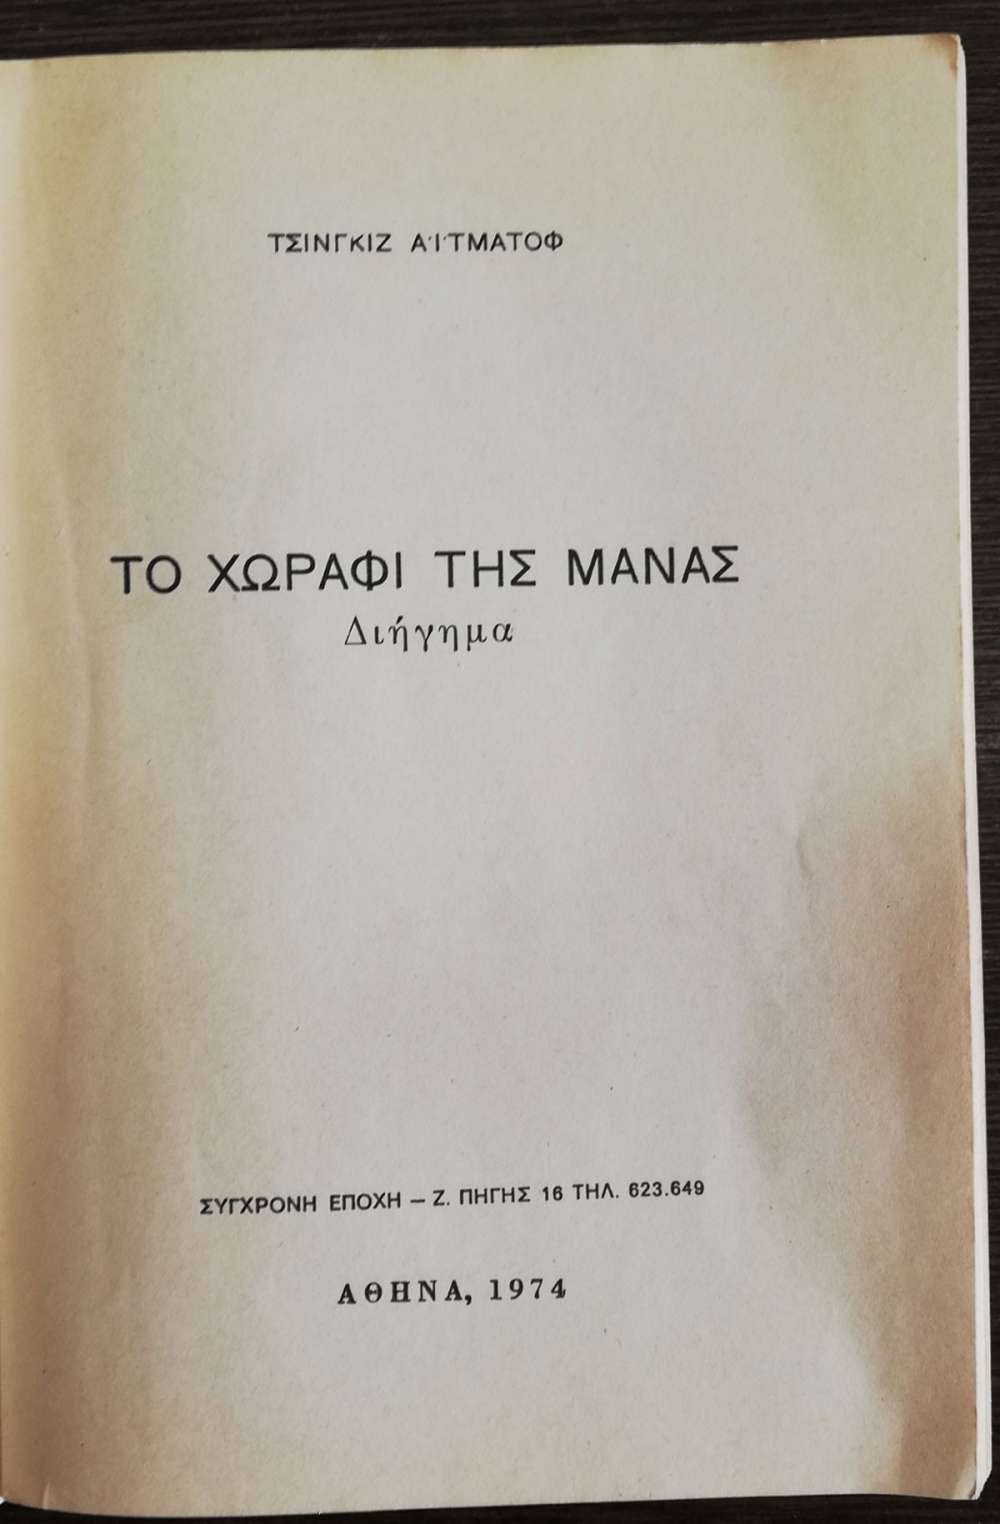 ΤΣΙΝΓΚΙΖ ΑΪΤΜΑΤΟΦ
ΤΟ ΧΩΡΑΦΙ ΤΗΣ ΜΑΝΑΣ
Διήγημα
ΣΥΓΧΡΟΝΗ ΕΠΟΧΗ – Ζ. ΠΗΓΗΣ 16 ΤΗΛ. 623.649
ΑΘΗΝΑ, 1974